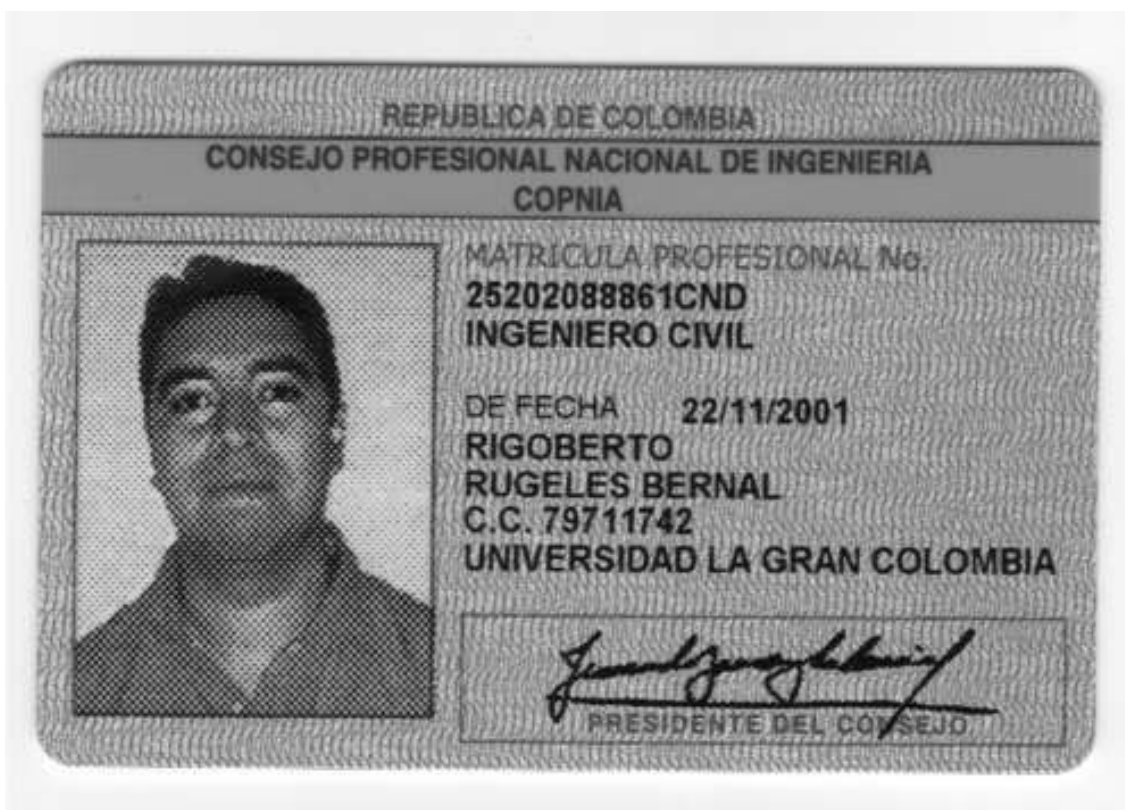 REPUBLICA DE COLOMBIA
CONSEJO PROFESIONAL NACIONAL DE INGENIERIA
COPNIA
MATRICULA PROFESIONAL No.
25202088861CND
INGENIERO CIVIL
DE FECHA 22/11/2001
RIGOBERTO
RUGELES BERNAL
C.C. 79711742
UNIVERSIDAD LA GRAN COLOMBIA
PRESIDENTE DEL CONSEJO